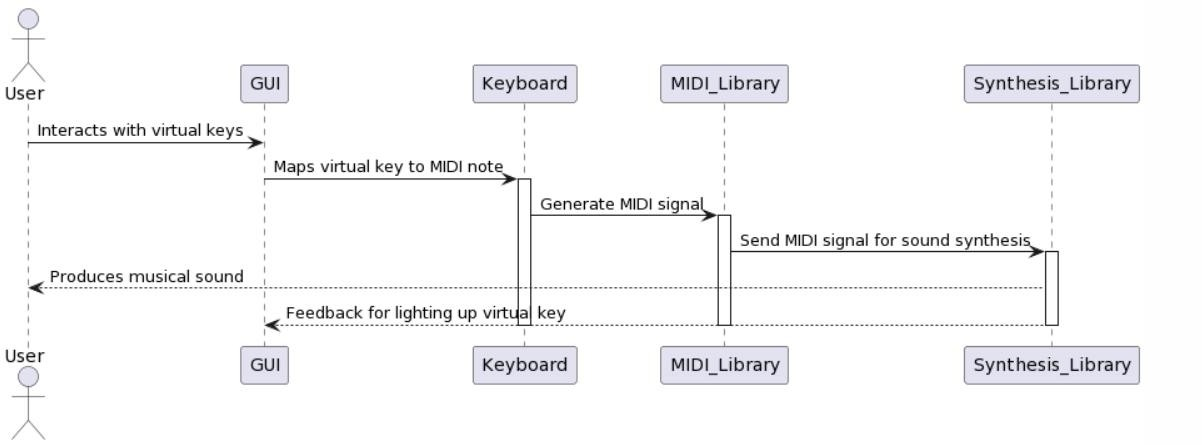 User
GUI
Keyboard
MIDI_Library
Synthesis_Library
Interacts with virtual keys
Maps virtual key to MIDI note
Generate MIDI signal
Send MIDI signal for sound synthesis
Produces musical sound
Feedback for lighting up virtual key
User
GUI
Keyboard
MIDI_Library
Synthesis_Library